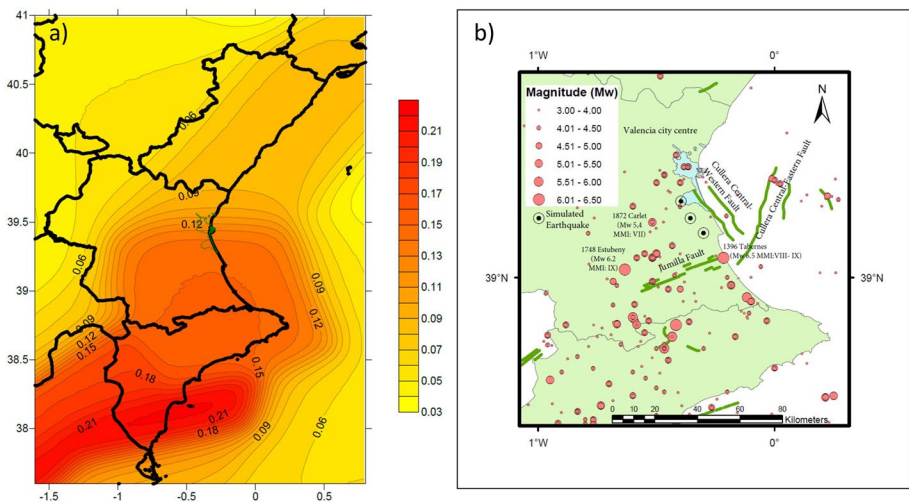 a)
41
40.5
40
39.5
39
38.5
38
-1.5
-1
-0.5
0
0.5
0.06
0.09
0.12
0.06
0.09
0.12
0.09
0.12
0.15
0.18
0.15
0.21
0.21
0.18
0.09
0.06
0.21
0.19
0.17
0.15
0.13
0.11
0.09
0.07
0.05
0.03
b)
1°W
0°
Magnitude (Mw)
3.00 - 4.00
4.01 - 4.50
4.51 - 5.00
5.01 - 5.50
5.51 - 6.00
6.01 - 6.50
Simulated
Earthquake
N
Valencia city centre
Cullera Central-
Western Fault
Cullera Central-Eastern Fault
1872 Carlet
(Mw 5,4
MMI: VII)
1748 Estubeny
(Mw 6.2
MMI: IX)
Jumilla Fault
1396 Tabernes
(Mw 6.5 MMI:VIII- IX)
39°N
39°N
0
10
20
40
60
80
Kilometers
1°W
0°